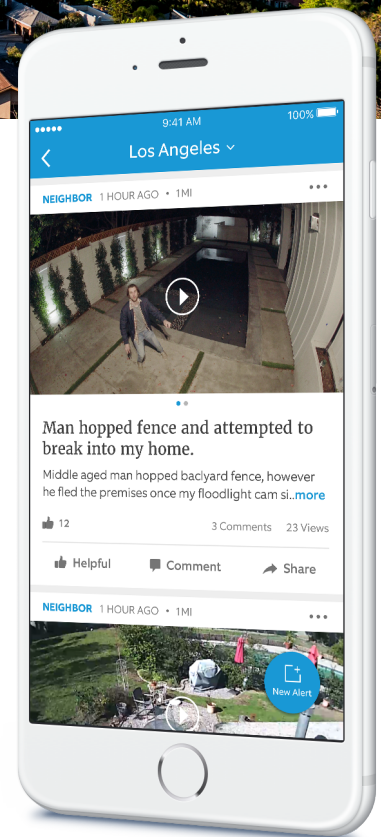 9:41 AM
100%
Los Angeles
NEIGHBOR 1 HOUR AGO • 1MI
Man hopped fence and attempted to
break into my home.
Middle aged man hopped baclyard fence, however
he fled the premises once my floodlight cam si..more
12
3 Comments 23 Views
Helpful Comment Share
NEIGHBOR 1 HOUR AGO • 1MI
New Alert